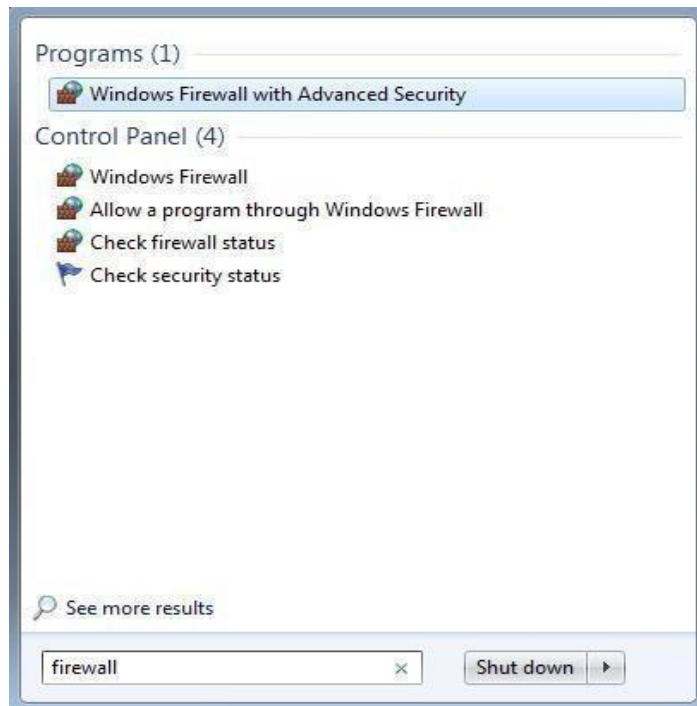 Programs (1)
Windows Firewall with Advanced Security
Control Panel (4)
Windows Firewall
Allow a program through Windows Firewall
Check firewall status
Check security status
See more results
firewall
Shut down